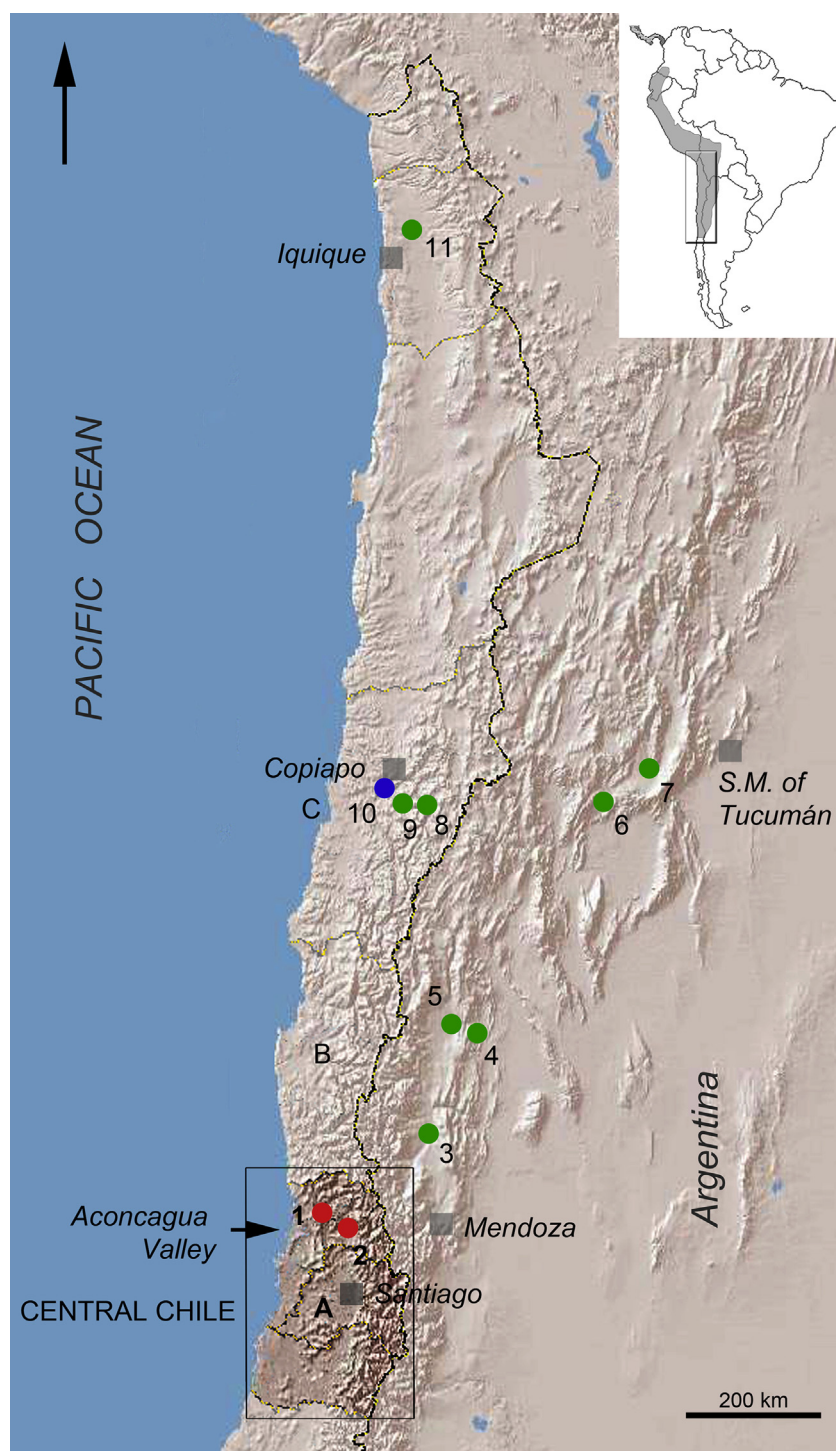 11
Iquique
PACIFIC OCEAN
Copiapo
C
10
9
8
7
6
S.M. of
Tucumán
5
4
B
3
Argentina
Aconcagua
Valley
1
2
Mendoza
A
Santiago
CENTRAL CHILE
200 km